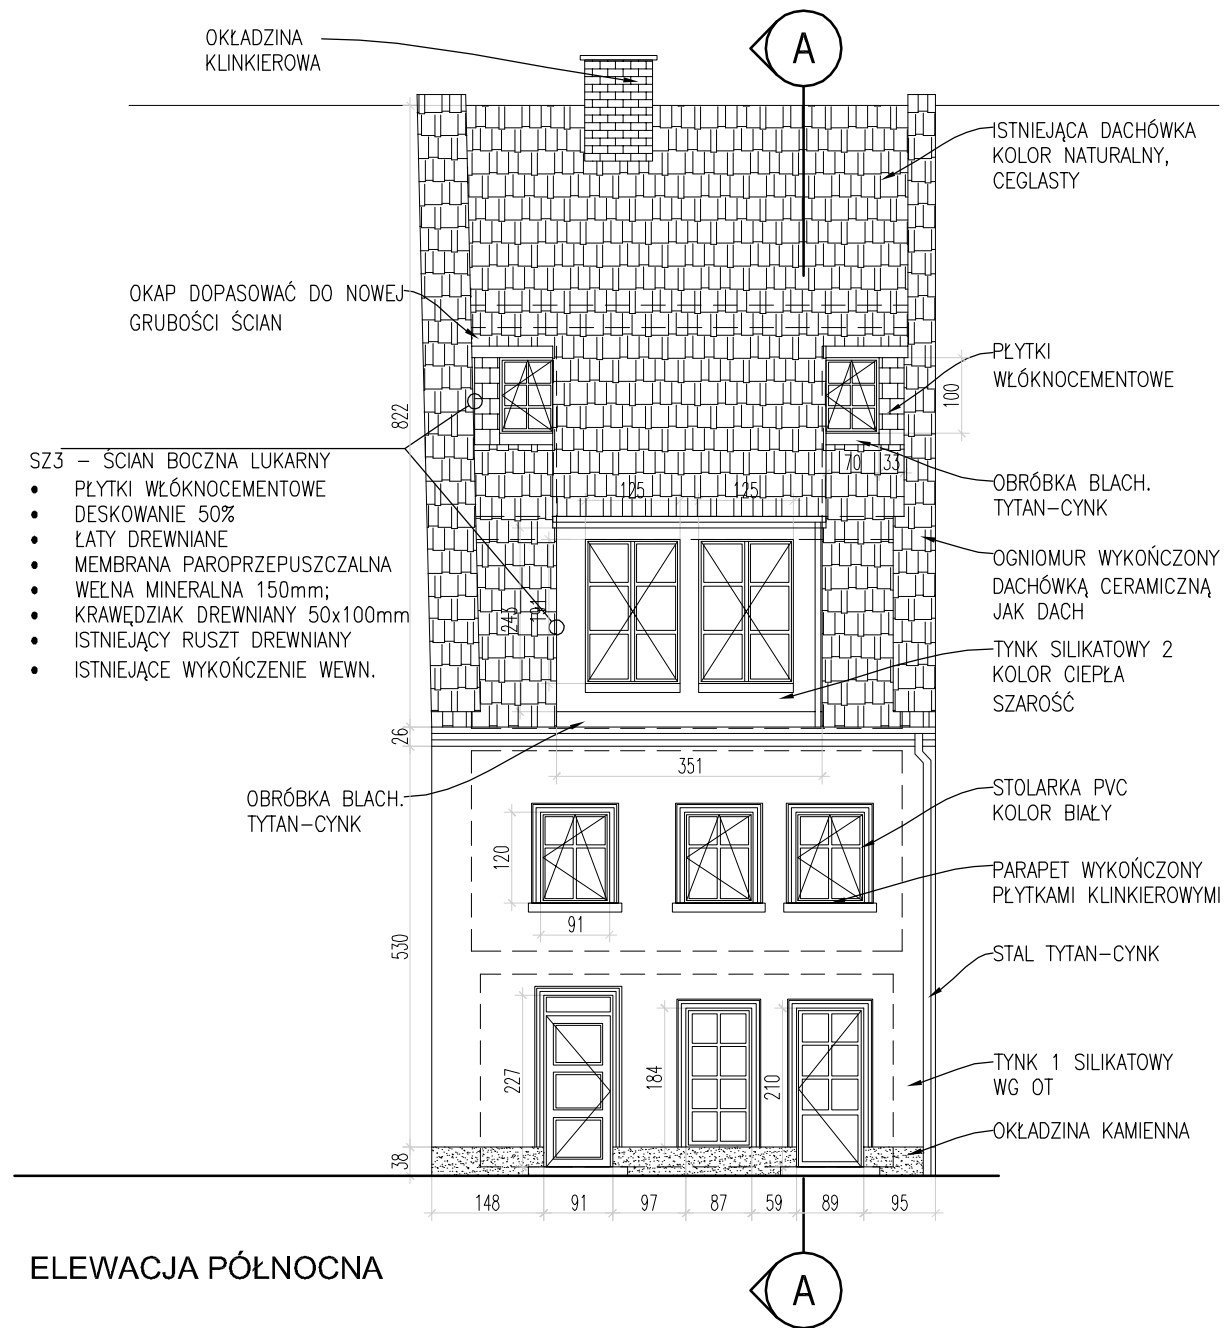 OKŁADZINA
KLINKIEROWA
A
ISTNIEJĄCA DACHÓWKA
KOLOR NATURALNY,
CEGLASTY
OKAP DOPASOWAĆ DO NOWEJ
GRUBOŚCI ŚCIAN
PŁYTKI
WŁÓKNOCEMENTOWE
100
822
SZ3 – ŚCIAN BOCZNA LUKARNY
• PŁYTKI WŁÓKNOCEMENTOWE
• DESKOWANIE 50%
• ŁATY DREWNIANE
• MEMBRANA PAROPRZEPUSZCZALNA
• WEŁNA MINERALNA 150mm;
• KRAWĘDZIAK DREWNIANY 50x100mm
• ISTNIEJĄCY RUSZT DREWNIANY
• ISTNIEJĄCE WYKOŃCZENIE WEWN.
70 33
125 125
OBRÓBKA BLACH.
TYTAN–CYNK
OGNIOMUR WYKOŃCZONY
DACHÓWKĄ CERAMICZNĄ
JAK DACH
243 191
TYNK SILIKATOWY 2
KOLOR CIEPŁA
SZAROŚĆ
26
351
OBRÓBKA BLACH.
TYTAN–CYNK
STOLARKA PVC
KOLOR BIAŁY
120
91
PARAPET WYKOŃCZONY
PŁYTKAMI KLINKIEROWYMI
530
STAL TYTAN–CYNK
227 184 210
TYNK 1 SILIKATOWY
WG OT
OKŁADZINA KAMIENNA
38
148 91 97 87 59 89 95
ELEWACJA PÓŁNOCNA
A